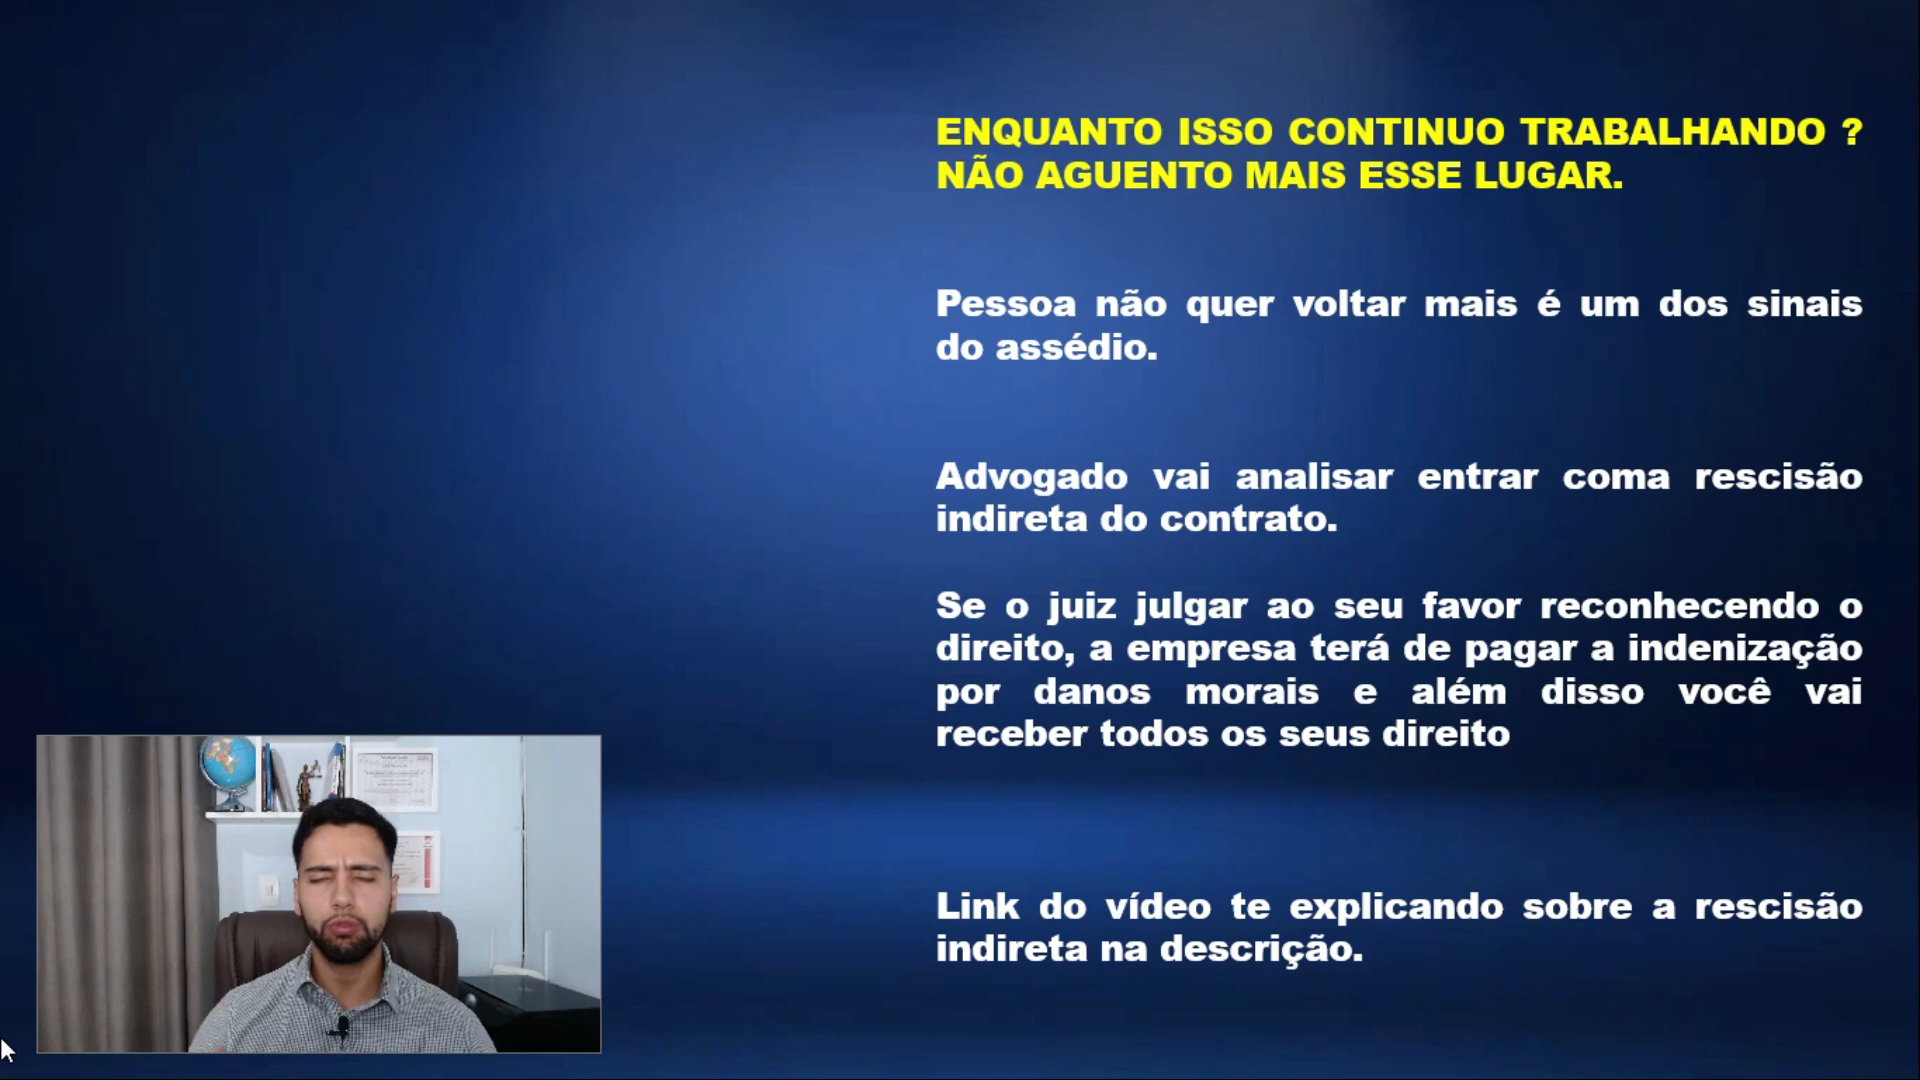 ENQUANTO ISSO CONTINUO TRABALHANDO ?
NÃO AGUENTO MAIS ESSE LUGAR.
Pessoa não quer voltar mais é um dos sinais
do assédio.
Advogado vai analisar entrar coma rescisão
indireta do contrato.
Se o juiz julgar ao seu favor reconhecendo o
direito, a empresa terá de pagar a indenização
por danos morais e além disso você vai
receber todos os seus direito
Link do vídeo te explicando sobre a rescisão
indireta na descrição.